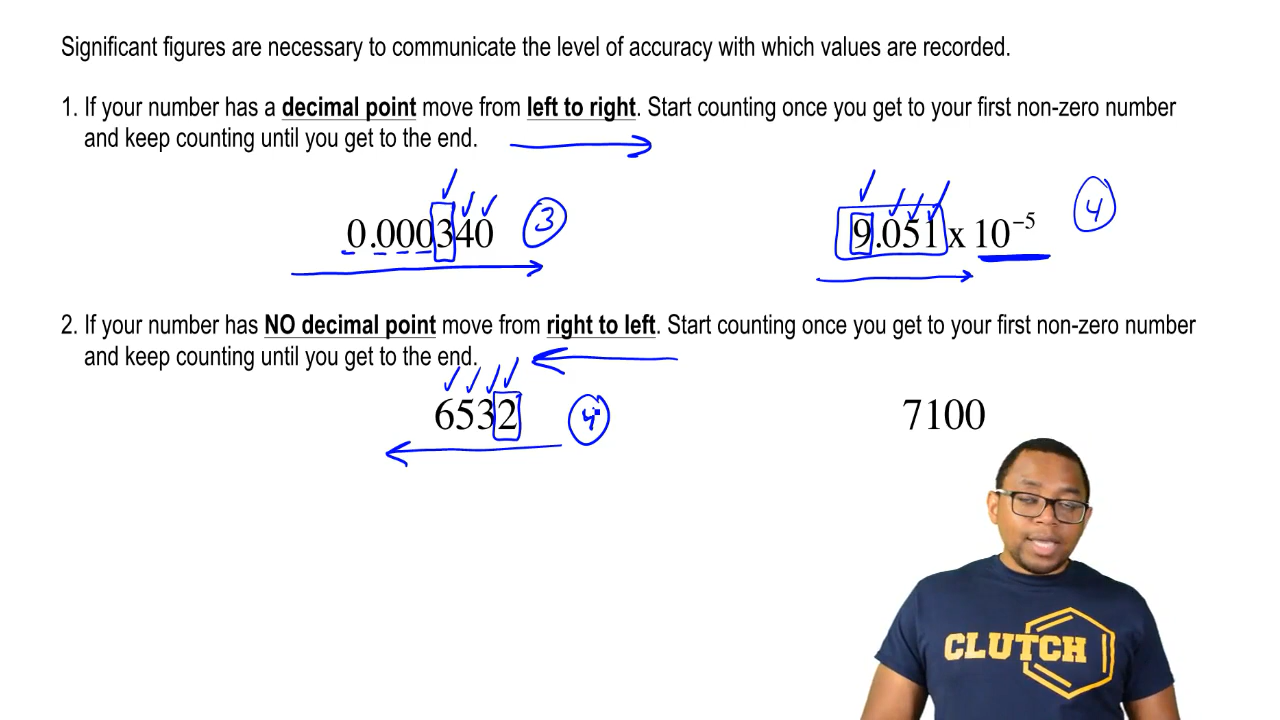 Significant figures are necessary to communicate the level of accuracy with which values are recorded.
1. If your number has a decimal point move from left to right. Start counting once you get to your first non-zero number
and keep counting until you get to the end.
0.000340 3
9.051 x 10⁻⁵ 4
2. If your number has NO decimal point move from right to left. Start counting once you get to your first non-zero number
and keep counting until you get to the end.
6532 4
7100
CLUTCH